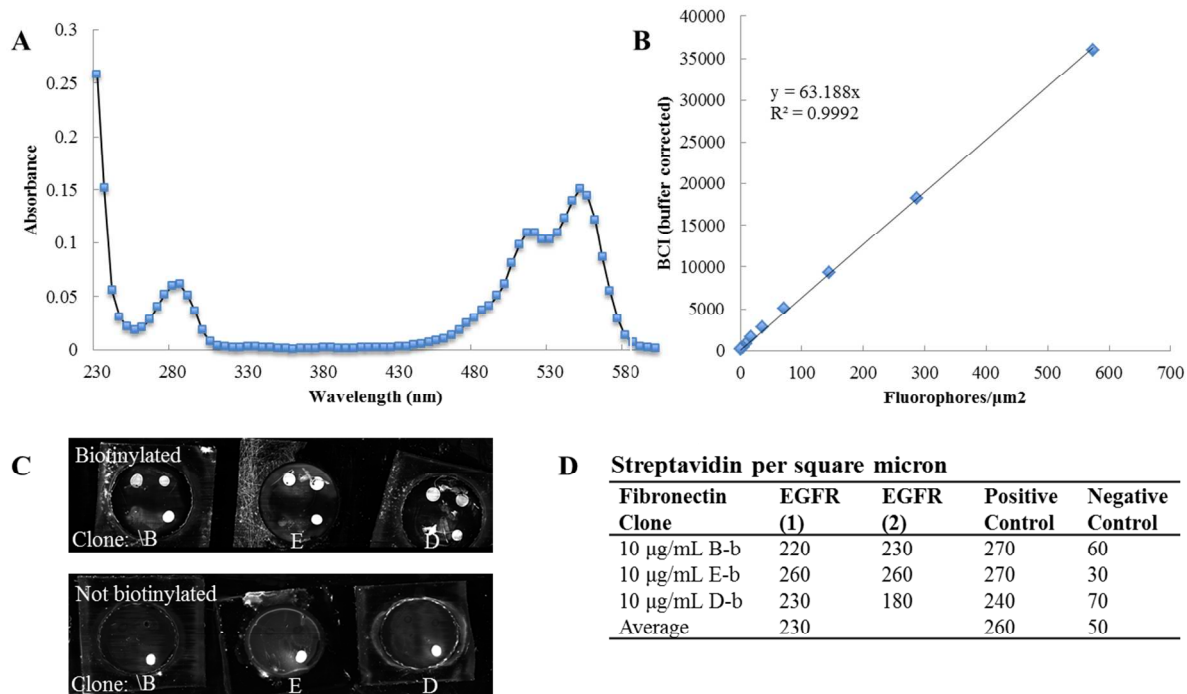 A
0.3
0.25
0.2
0.15
0.1
0.05
0
Absorbance
230 280 330 380 430 480 530 580
Wavelength (nm)
B
40000
35000
30000
25000
20000
15000
10000
5000
0
BCI (buffer corrected)
y = 63.188x
R² = 0.9992
0 100 200 300 400 500 600 700
Fluorophores/µm2
C
Biotinylated
Clone: \B E D
Not biotinylated
Clone: \B E D
D Streptavidin per square micron
Fibronectin EGFR EGFR Positive Negative
Clone (1) (2) Control Control
10 µg/mL B-b 220 230 270 60
10 µg/mL E-b 260 260 270 30
10 µg/mL D-b 230 180 240 70
Average 230 260 50